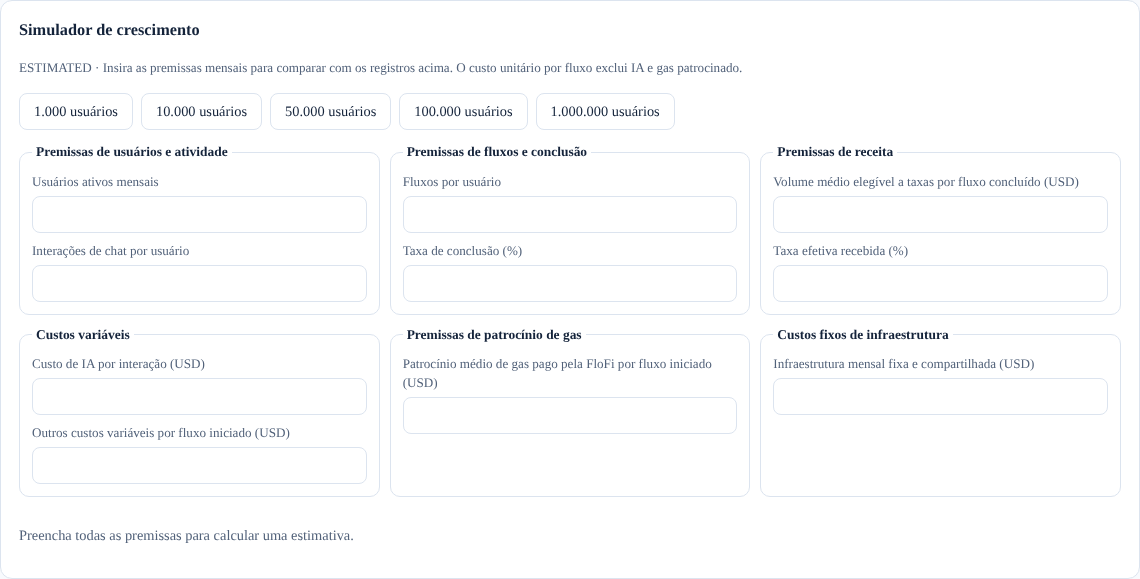 Simulador de crescimento
ESTIMATED · Insira as premissas mensais para comparar com os registros acima. O custo unitário por fluxo exclui IA e gas patrocinado.
1.000 usuários
10.000 usuários
50.000 usuários
100.000 usuários
1.000.000 usuários
Premissas de usuários e atividade
Usuários ativos mensais
Interações de chat por usuário
Premissas de fluxos e conclusão
Fluxos por usuário
Taxa de conclusão (%)
Premissas de receita
Volume médio elegível a taxas por fluxo concluído (USD)
Taxa efetiva recebida (%)
Custos variáveis
Custo de IA por interação (USD)
Outros custos variáveis por fluxo iniciado (USD)
Premissas de patrocínio de gas
Patrocínio médio de gas pago pela FloFi por fluxo iniciado
(USD)
Custos fixos de infraestrutura
Infraestrutura mensal fixa e compartilhada (USD)
Preencha todas as premissas para calcular uma estimativa.